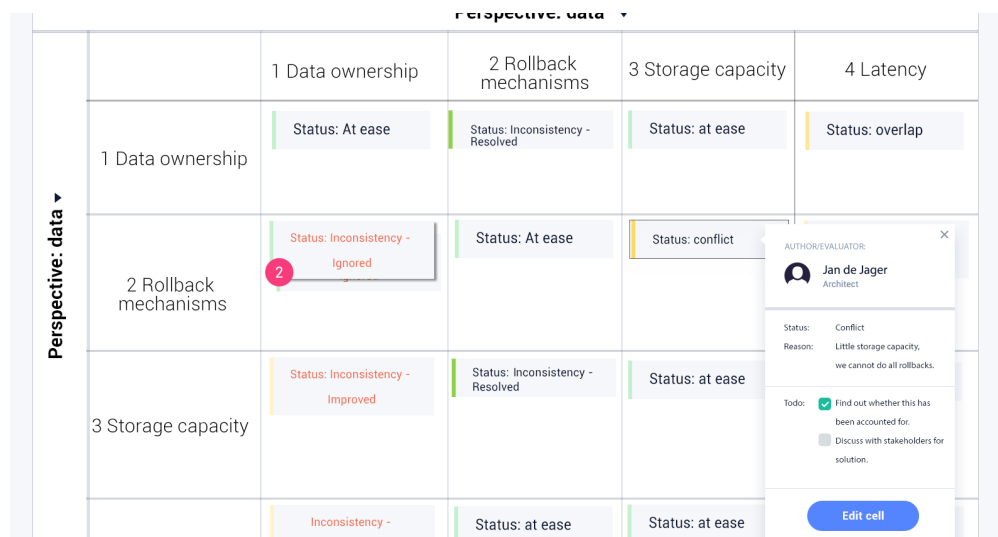 Perspective: data
1 Data ownership
2 Rollback
mechanisms
3 Storage capacity
4 Latency
Perspective: data
1 Data ownership
Status: At ease
Status: Inconsistency -
Resolved
Status: at ease
Status: overlap
2 Rollback
mechanisms
Status: Inconsistency -
Ignored
2
Status: At ease
Status: conflict
3 Storage capacity
Status: Inconsistency -
Improved
Status: Inconsistency -
Resolved
Status: at ease
Inconsistency -
Status: at ease
Status: at ease
AUTHOR/EVALUATOR:
Jan de Jager
Architect
Status: Conflict
Reason: Little storage capacity,
we cannot do all rollbacks.
Todo: Find out whether this has
been accounted for.
Discuss with stakeholders for
solution.
Edit cell